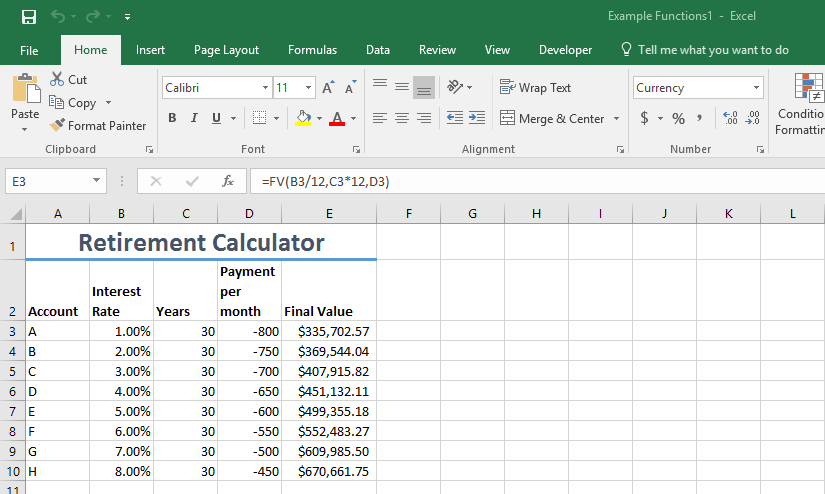 Example Functions1 - Excel
File Home Insert Page Layout Formulas Data Review View Developer Tell me what you want to do
Paste
Cut
Copy
Format Painter
Clipboard
Calibri 11 A A
B I U A
Font
Wrap Text
Merge & Center
Alignment
Currency
$ % , .0 .00 .00 .0
Number
Conditio
Formattin
E3 fx =FV(B3/12,C3*12,D3)
A B C D E F G H I J K L
1 Retirement Calculator
2 Account Interest Rate Years Payment per month Final Value
3 A 1.00% 30 -800 $335,702.57
4 B 2.00% 30 -750 $369,544.04
5 C 3.00% 30 -700 $407,915.82
6 D 4.00% 30 -650 $451,132.11
7 E 5.00% 30 -600 $499,355.18
8 F 6.00% 30 -550 $552,483.27
9 G 7.00% 30 -500 $609,985.50
10 H 8.00% 30 -450 $670,661.75
11